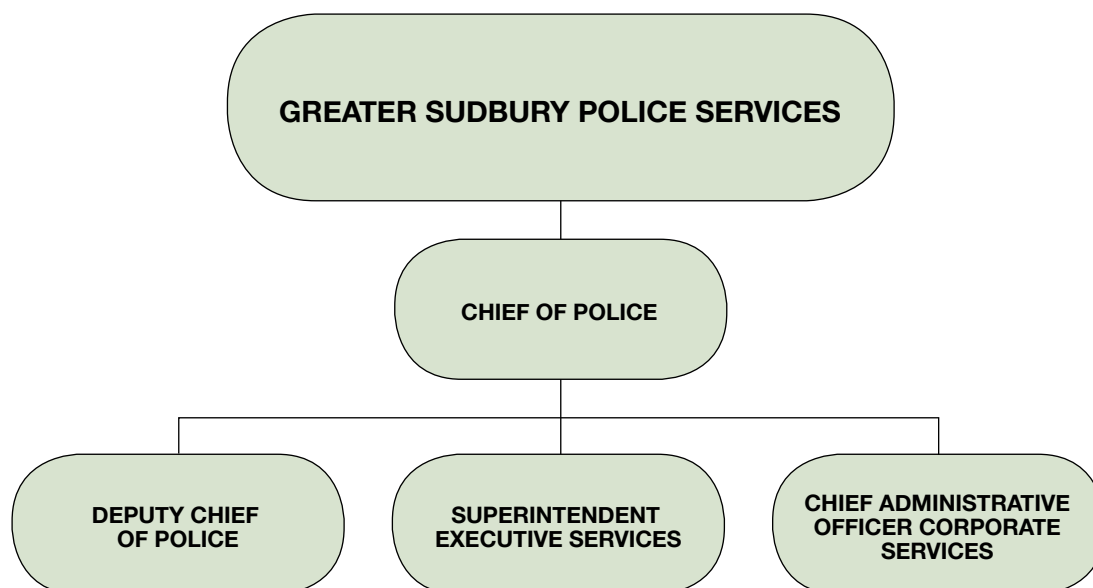 GREATER SUDBURY POLICE SERVICES
CHIEF OF POLICE
DEPUTY CHIEF
OF POLICE
SUPERINTENDENT
EXECUTIVE SERVICES
CHIEF ADMINISTRATIVE
OFFICER CORPORATE
SERVICES